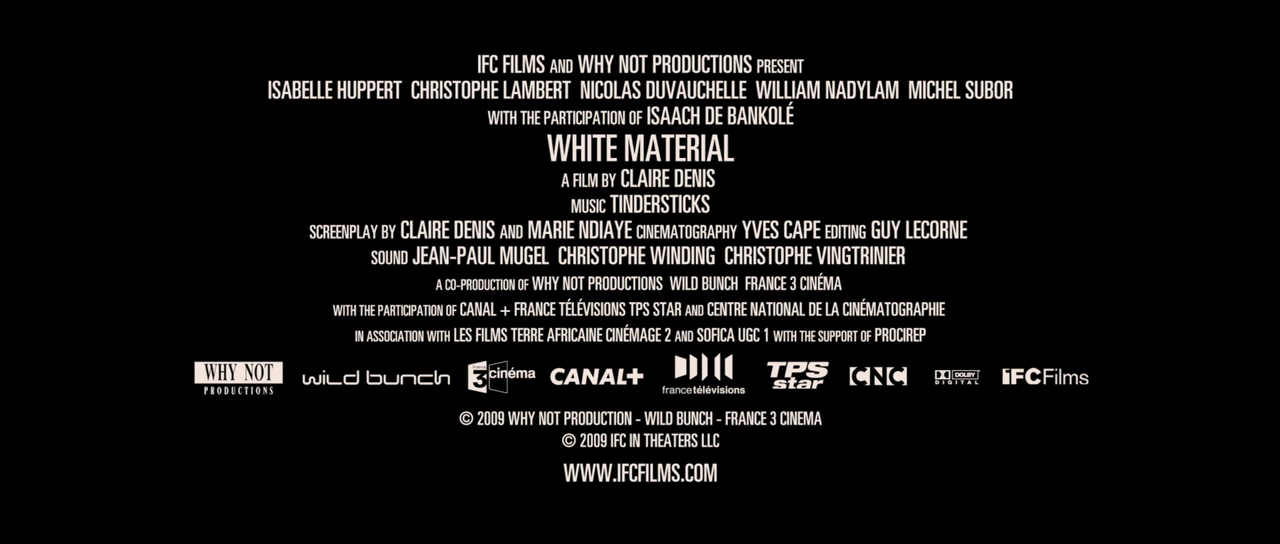 IFC FILMS AND WHY NOT PRODUCTIONS PRESENT
ISABELLE HUPPERT CHRISTOPHE LAMBERT NICOLAS DUVAUCHELLE WILLIAM NADYLAM MICHEL SUBOR
WITH THE PARTICIPATION OF ISAACH DE BANKOLÉ
WHITE MATERIAL
A FILM BY CLAIRE DENIS
MUSIC TINDERSTICKS
SCREENPLAY BY CLAIRE DENIS AND MARIE NDIAYE CINEMATOGRAPHY YVES CAPE EDITING GUY LECORNE
SOUND JEAN-PAUL MUGEL CHRISTOPHE WINDING CHRISTOPHE VINGTRINIER
A CO-PRODUCTION OF WHY NOT PRODUCTIONS WILD BUNCH FRANCE 3 CINÉMA
WITH THE PARTICIPATION OF CANAL + FRANCE TÉLÉVISIONS TPS STAR AND CENTRE NATIONAL DE LA CINÉMATOGRAPHIE
IN ASSOCIATION WITH LES FILMS TERRE AFRICAINE CINÉMAGE 2 AND SOFICA UGC 1 WITH THE SUPPORT OF PROCIREP
WHY NOT PRODUCTIONS wild bunch 3 cinéma CANAL+ francetélévisions TPS star CNC DOLBY DIGITAL IFC Films
© 2009 WHY NOT PRODUCTION - WILD BUNCH - FRANCE 3 CINEMA
© 2009 IFC IN THEATERS LLC
WWW.IFCFILMS.COM